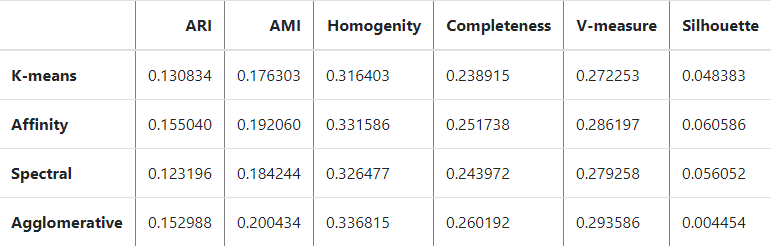 ARI AMI Homogenity Completeness V-measure Silhouette
K-means 0.130834 0.176303 0.316403 0.238915 0.272253 0.048383
Affinity 0.155040 0.192060 0.331586 0.251738 0.286197 0.060586
Spectral 0.123196 0.184244 0.326477 0.243972 0.279258 0.056052
Agglomerative 0.152988 0.200434 0.336815 0.260192 0.293586 0.004454